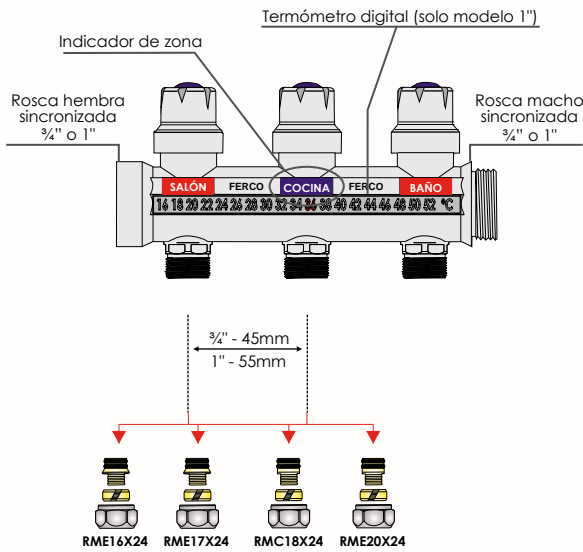 Termómetro digital (solo modelo 1")
Indicador de zona
Rosca hembra
sincronizada
¾" o 1"
Rosca macho
sincronizada
¾" o 1"
SALÓN FERCO COCINA FERCO BAÑO
16 18 20 22 24 26 28 30 32 34 36 38 40 42 44 46 48 50 52 °C
¾" - 45mm
1" - 55mm
RME16X24 RME17X24 RMC18X24 RME20X24